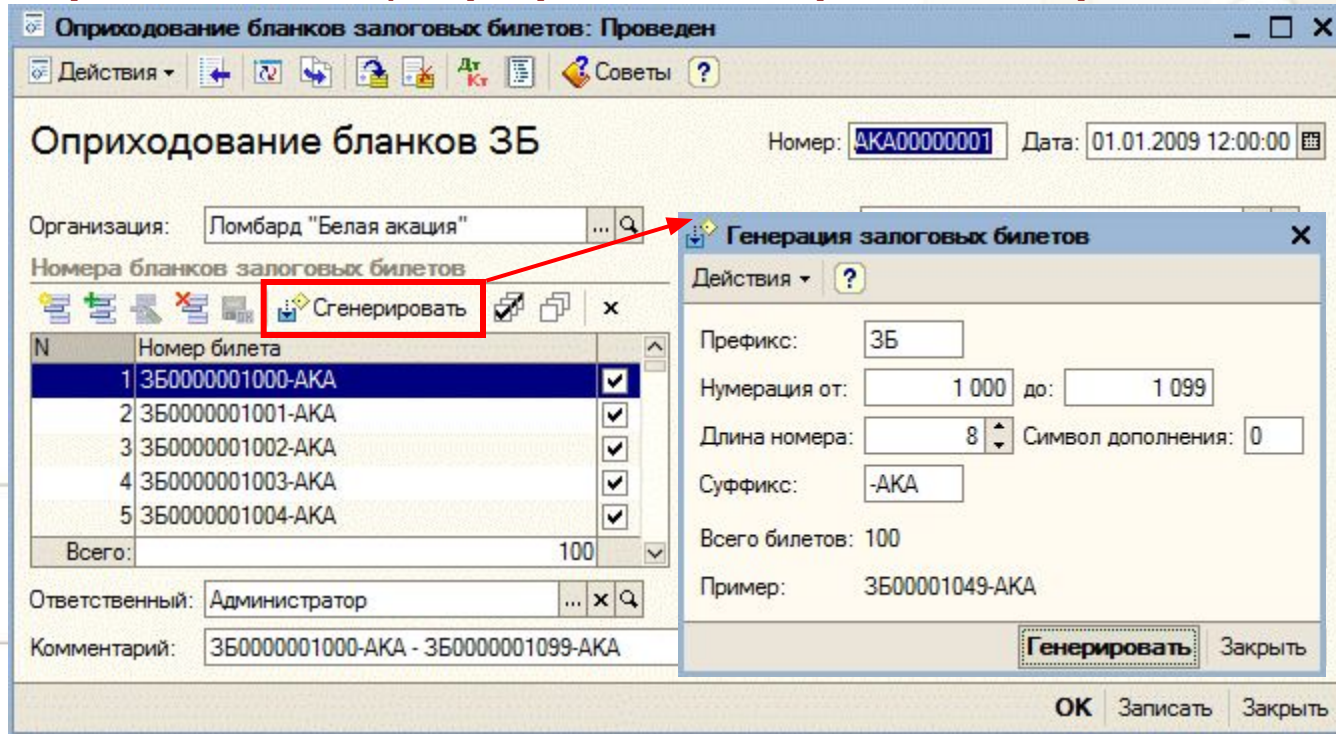 Оприходование бланков залоговых билетов: Проведен
Действия Дт Кт Советы ?
Оприходование бланков ЗБ
Номер: АКА00000001 Дата: 01.01.2009 12:00:00
Организация: Ломбард "Белая акация" ...
Номера бланков залоговых билетов
Сгенерировать
N Номер билета
1 ЗБ0000001000-АКА
2 ЗБ0000001001-АКА
3 ЗБ0000001002-АКА
4 ЗБ0000001003-АКА
5 ЗБ0000001004-АКА
Всего: 100
Ответственный: Администратор ... x
Комментарий: ЗБ0000001000-АКА - ЗБ0000001099-АКА
Генерация залоговых билетов
Действия ?
Префикс: ЗБ
Нумерация от: 1 000 до: 1 099
Длина номера: 8 Символ дополнения: 0
Суффикс: -АКА
Всего билетов: 100
Пример: ЗБ00001049-АКА
Генерировать Закрыть
OK Записать Закрыть